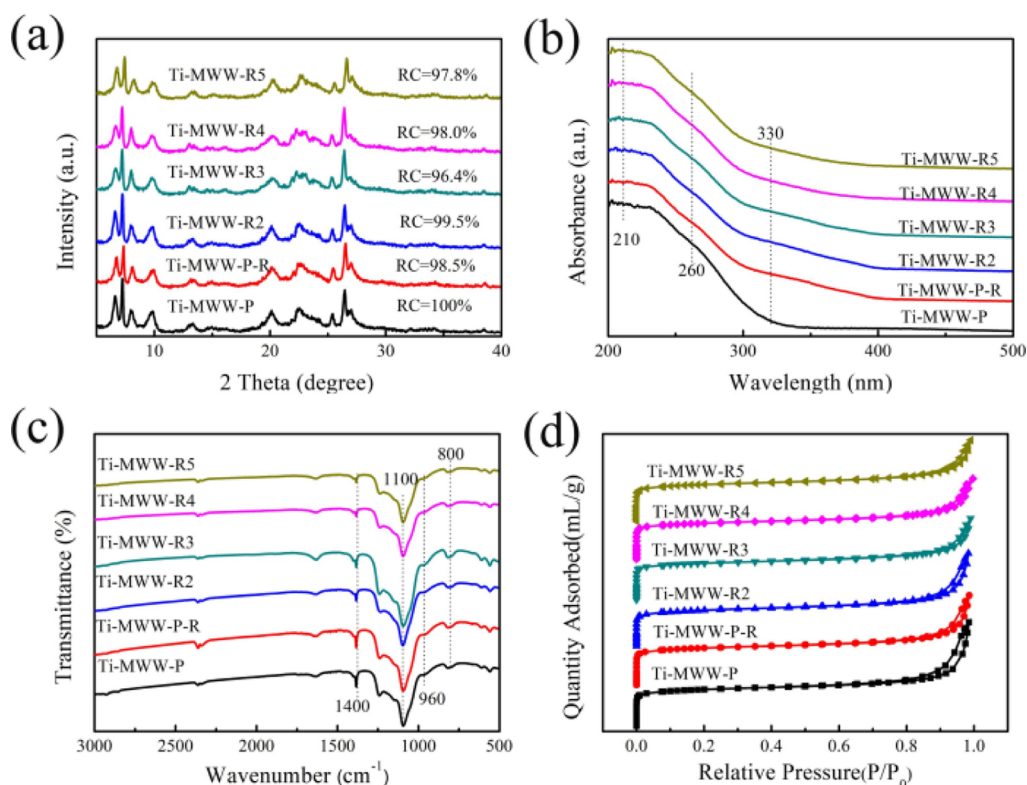 (a)
Ti-MWW-R5 RC=97.8%
Ti-MWW-R4 RC=98.0%
Ti-MWW-R3 RC=96.4%
Ti-MWW-R2 RC=99.5%
Ti-MWW-P-R RC=98.5%
Ti-MWW-P RC=100%
Intensity (a.u.)
10 20 30 40
2 Theta (degree)
(b)
330
Ti-MWW-R5
Ti-MWW-R4
Ti-MWW-R3
Ti-MWW-R2
Ti-MWW-P-R
Ti-MWW-P
210
260
Absorbance (a.u.)
200 300 400 500
Wavelength (nm)
(c)
800
Ti-MWW-R5
1100
Ti-MWW-R4
Ti-MWW-R3
Ti-MWW-R2
Ti-MWW-P-R
Ti-MWW-P
1400 960
Transmittance (%)
3000 2500 2000 1500 1000 500
Wavenumber (cm⁻¹)
(d)
Ti-MWW-R5
Ti-MWW-R4
Ti-MWW-R3
Ti-MWW-R2
Ti-MWW-P-R
Ti-MWW-P
Quantity Adsorbed(mL/g)
0.0 0.2 0.4 0.6 0.8 1.0
Relative Pressure(P/P₀)